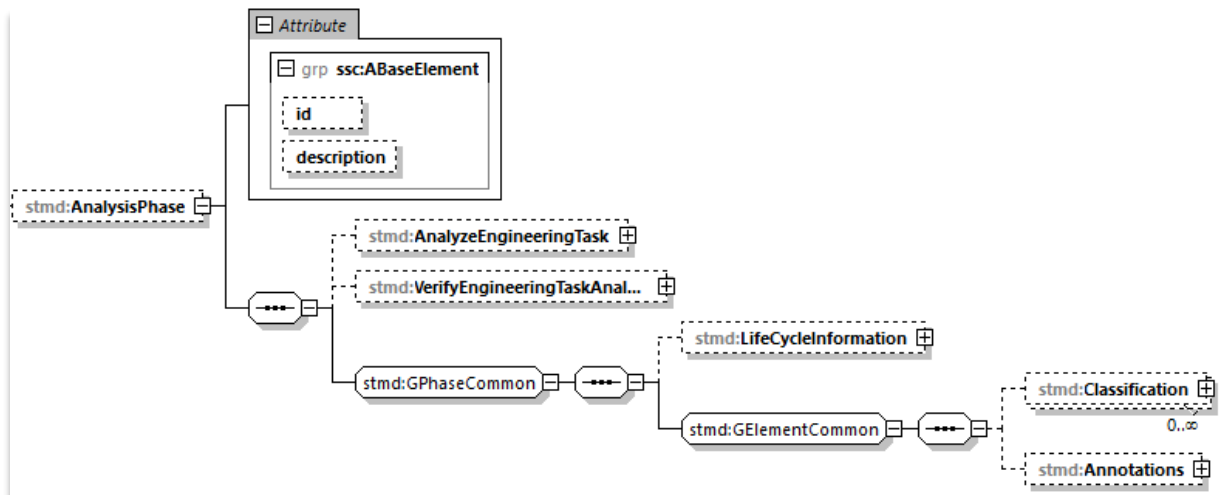 Attribute
grp ssc:ABaseElement
id
description
stmd:AnalysisPhase
stmd:AnalyzeEngineeringTask
stmd:VerifyEngineeringTaskAnal...
stmd:LifeCycleInformation
stmd:GPhaseCommon
stmd:Classification
0..∞
stmd:GElementCommon
stmd:Annotations